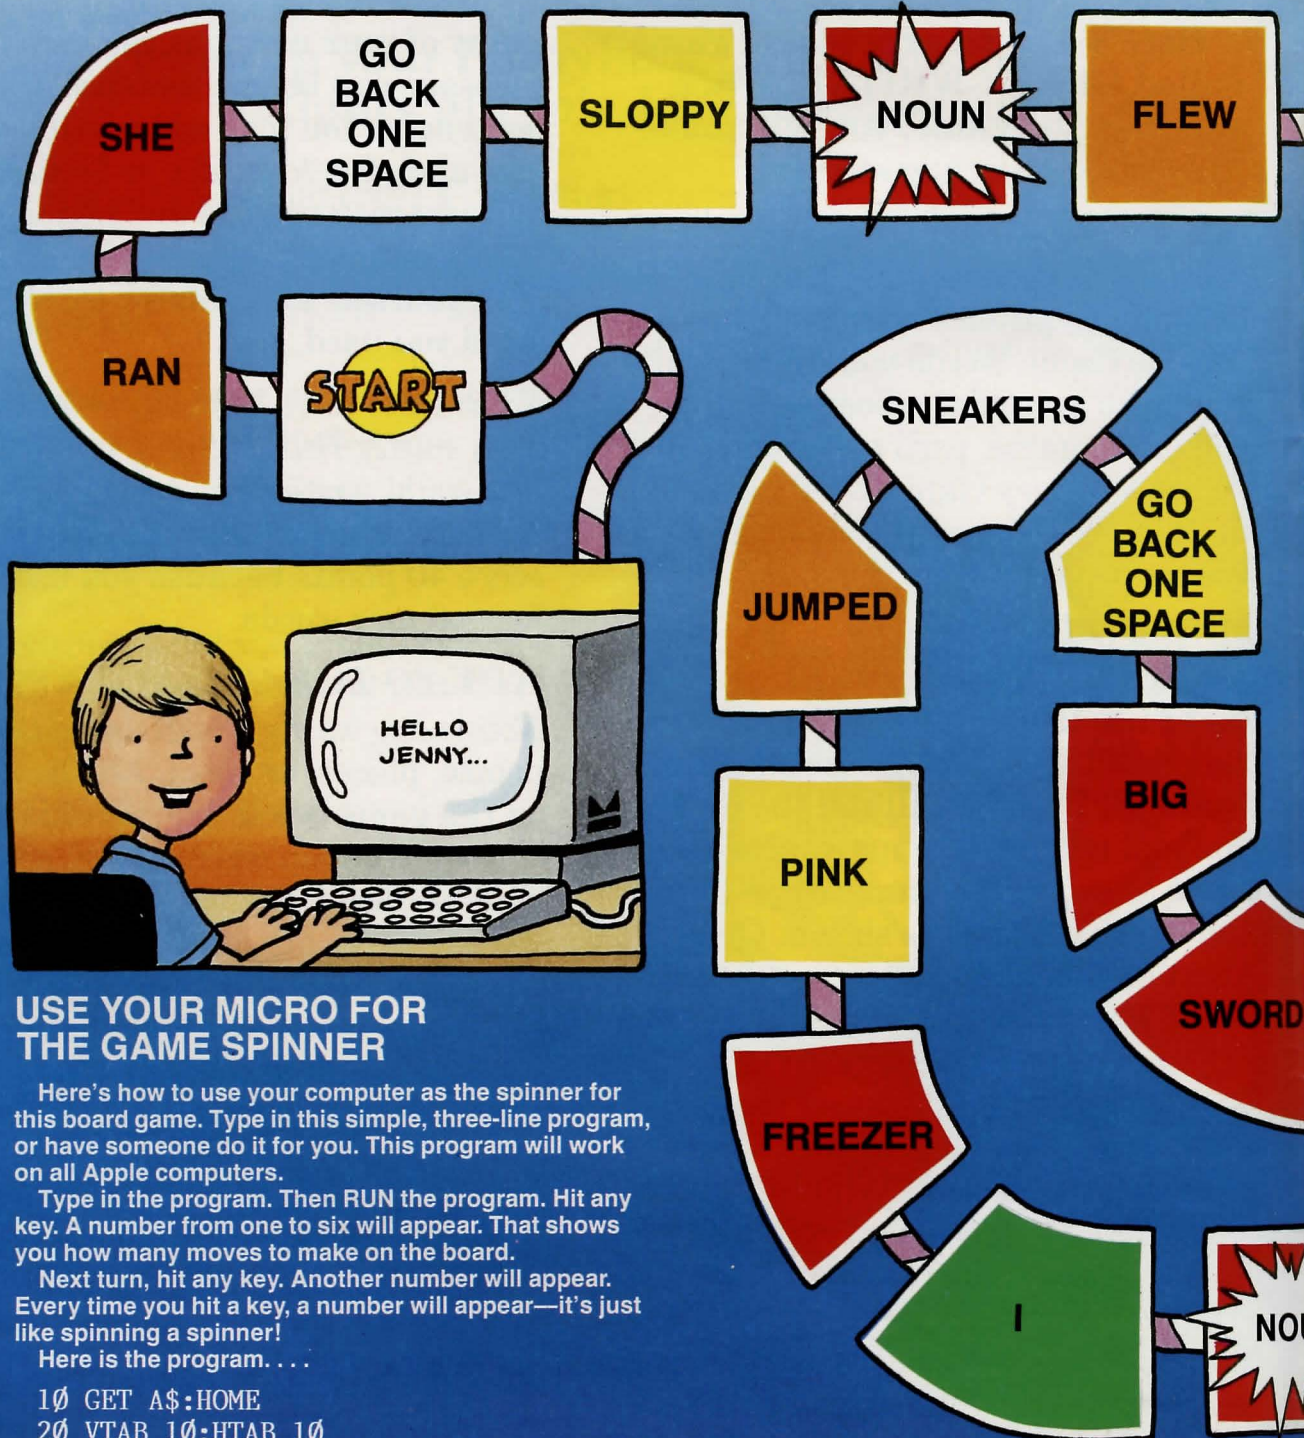 SHE
GO
BACK
ONE
SPACE
SLOPPY
NOUN
FLEW
RAN
START
SNEAKERS
GO
BACK
ONE
SPACE
JUMPED
BIG
PINK
SWORD
FREEZER
I
HELLO
JENNY...
USE YOUR MICRO FOR
THE GAME SPINNER
Here's how to use your computer as the spinner for
this board game. Type in this simple, three-line program,
or have someone do it for you. This program will work
on all Apple computers.
Type in the program. Then RUN the program. Hit any
key. A number from one to six will appear. That shows
you how many moves to make on the board.
Next turn, hit any key. Another number will appear.
Every time you hit a key, a number will appear—it's just
like spinning a spinner!
Here is the program. . . .
1Ø GET A$:HOME
2Ø VTAB 1Ø:HTAB 1Ø